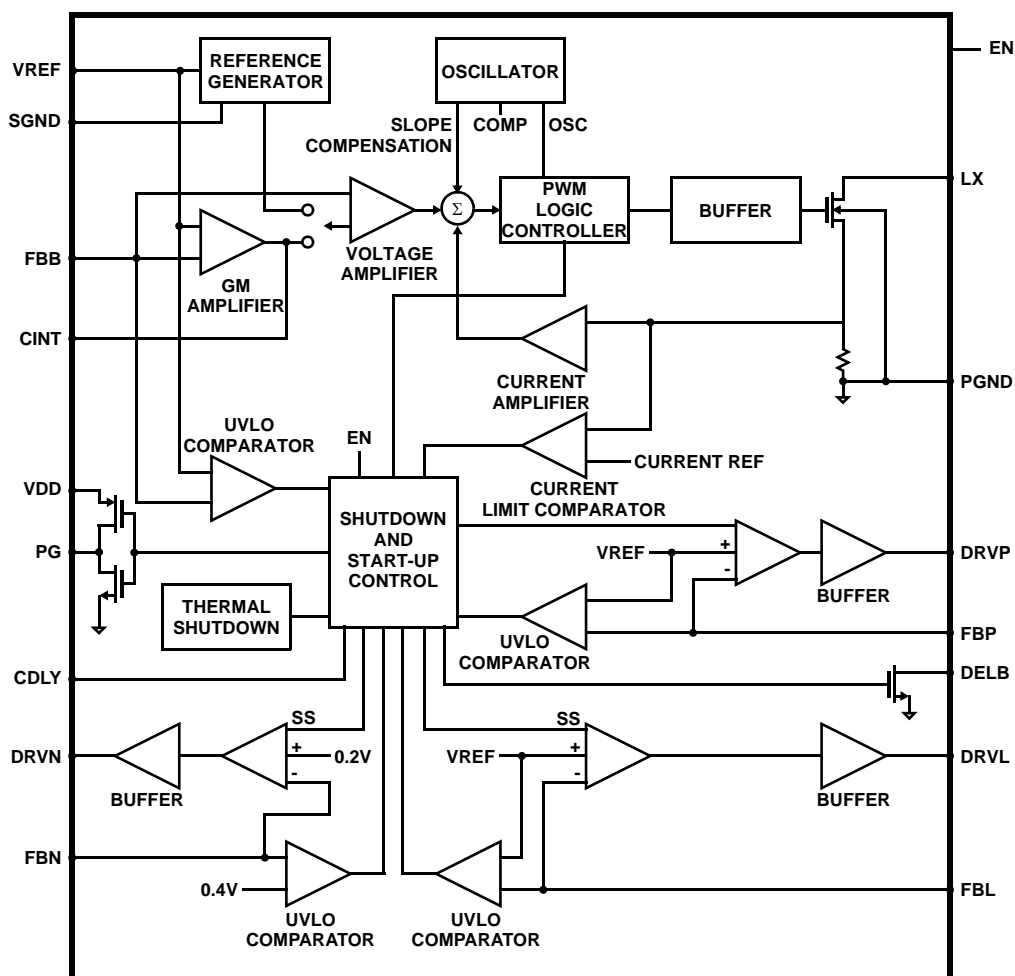 EN
VREF
REFERENCE
GENERATOR
OSCILLATOR
SGND
SLOPE
COMPENSATION
COMP
OSC
LX
PWM
LOGIC
CONTROLLER
BUFFER
Σ
VOLTAGE
AMPLIFIER
FBB
GM
AMPLIFIER
CINT
CURRENT
AMPLIFIER
PGND
UVLO
COMPARATOR
EN
CURRENT REF
CURRENT
LIMIT COMPARATOR
VDD
SHUTDOWN
AND
START-UP
CONTROL
PG
VREF
+
-
BUFFER
DRVP
THERMAL
SHUTDOWN
UVLO
COMPARATOR
FBP
CDLY
DELB
SS
+
-
0.2V
DRVN
BUFFER
SS
VREF
+
-
BUFFER
DRVL
FBN
0.4V
UVLO
COMPARATOR
UVLO
COMPARATOR
FBL